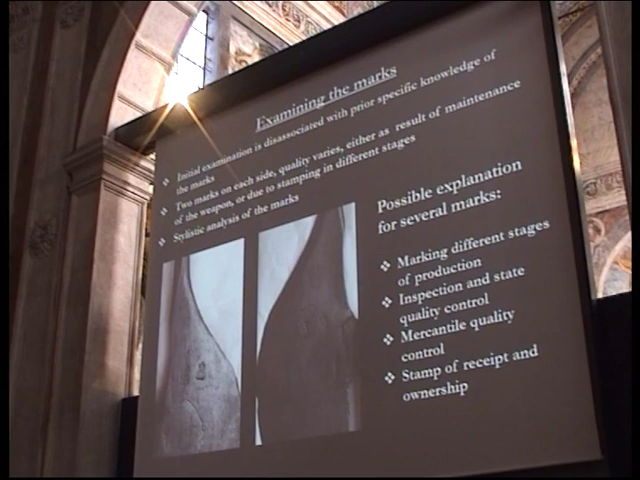 Examining the marks
Initial examination is disassociated with prior specific knowledge of
the marks
Two marks on each side, quality varies, either as result of maintenance
of the weapon, or due to stamping in different stages
Stylistic analysis of the marks
Possible explanation
for several marks:
Marking different stages
of production
Inspection and state
quality control
Mercantile quality
control
Stamp of receipt and
ownership